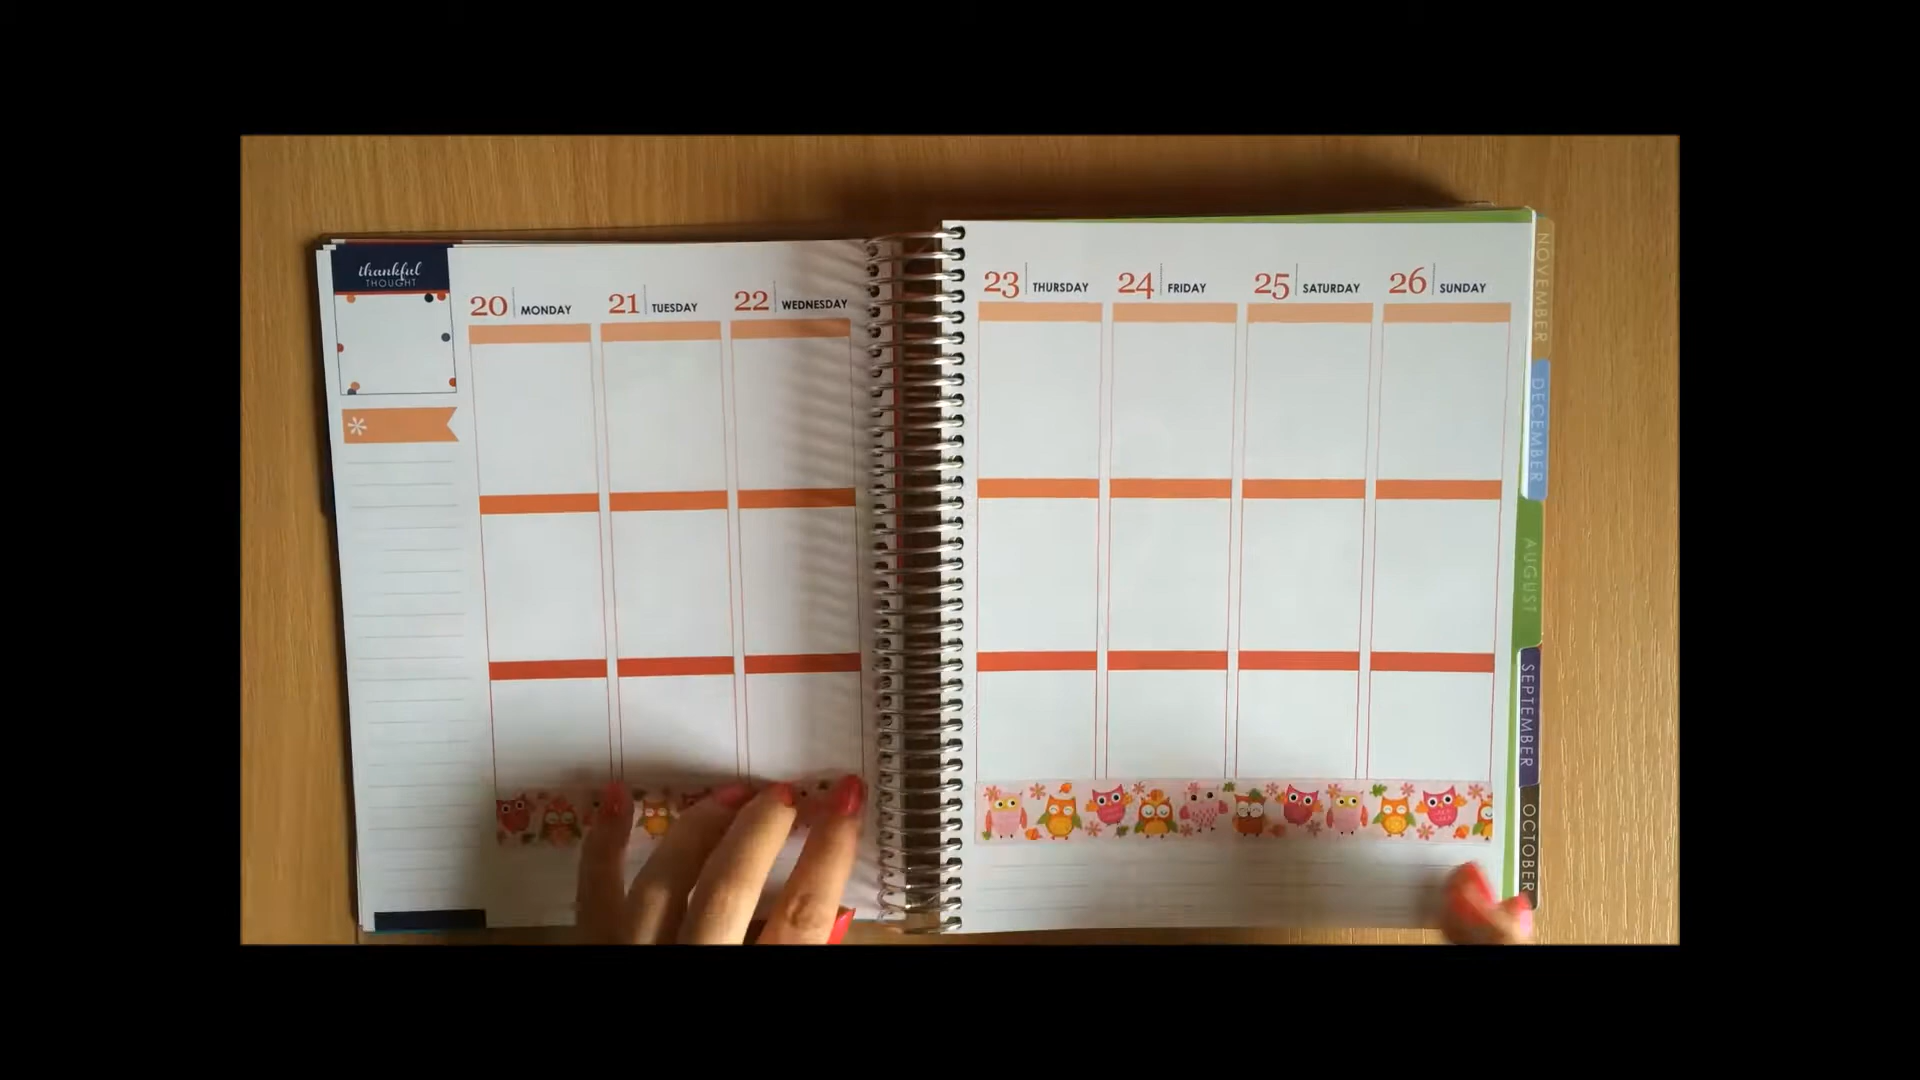 thankful
THOUGHT
20 MONDAY
21 TUESDAY
22 WEDNESDAY
23 THURSDAY
24 FRIDAY
25 SATURDAY
26 SUNDAY
NOVEMBER
DECEMBER
AUGUST
SEPTEMBER
OCTOBER